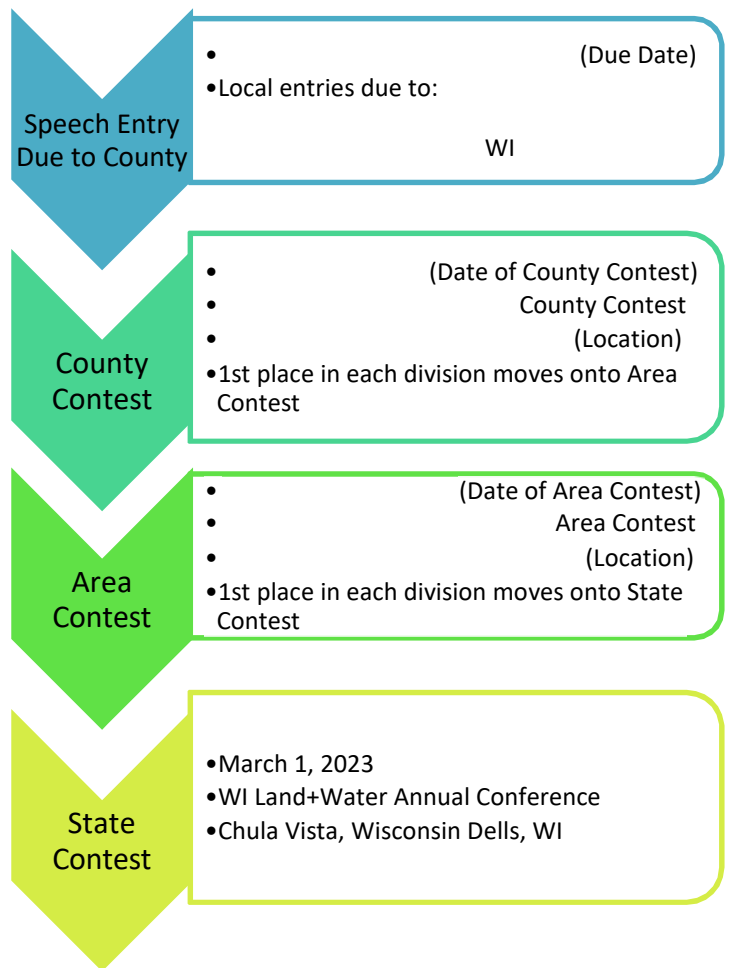 Speech Entry
Due to County
• (Due Date)
•Local entries due to:
WI
County
Contest
• (Date of County Contest)
• County Contest
• (Location)
•1st place in each division moves onto Area
Contest
Area
Contest
• (Date of Area Contest)
• Area Contest
• (Location)
•1st place in each division moves onto State
Contest
State
Contest
•March 1, 2023
•WI Land+Water Annual Conference
•Chula Vista, Wisconsin Dells, WI